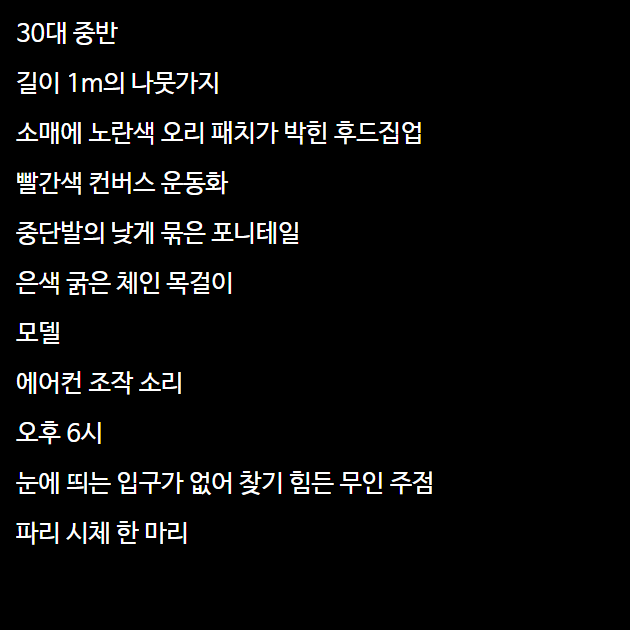 30대 중반
길이 1m의 나뭇가지
소매에 노란색 오리 패치가 박힌 후드집업
빨간색 컨버스 운동화
중단발의 낮게 묶은 포니테일
은색 굵은 체인 목걸이
모델
에어컨 조작 소리
오후 6시
눈에 띄는 입구가 없어 찾기 힘든 무인 주점
파리 시체 한 마리